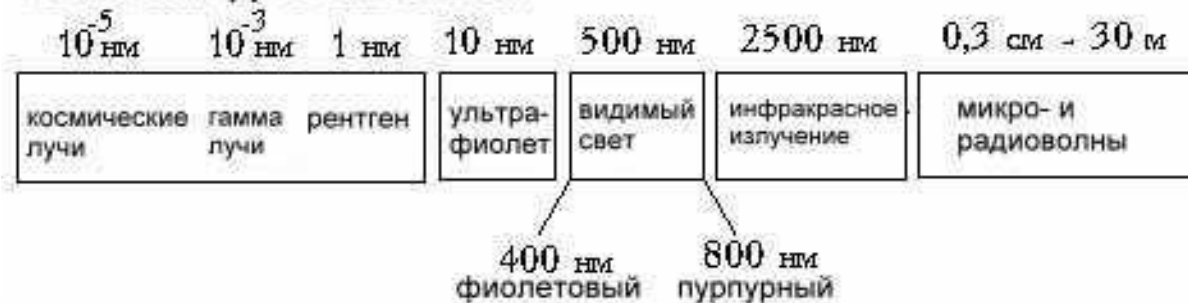 10⁻⁵ нм 10⁻³ нм 1 нм 10 нм 500 нм 2500 нм 0,3 см - 30 м
космические гамма рентген ультра- видимый инфракрасное микро- и
лучи лучи фиолет свет излучение радиоволны
400 нм 800 нм
фиолетовый пурпурный